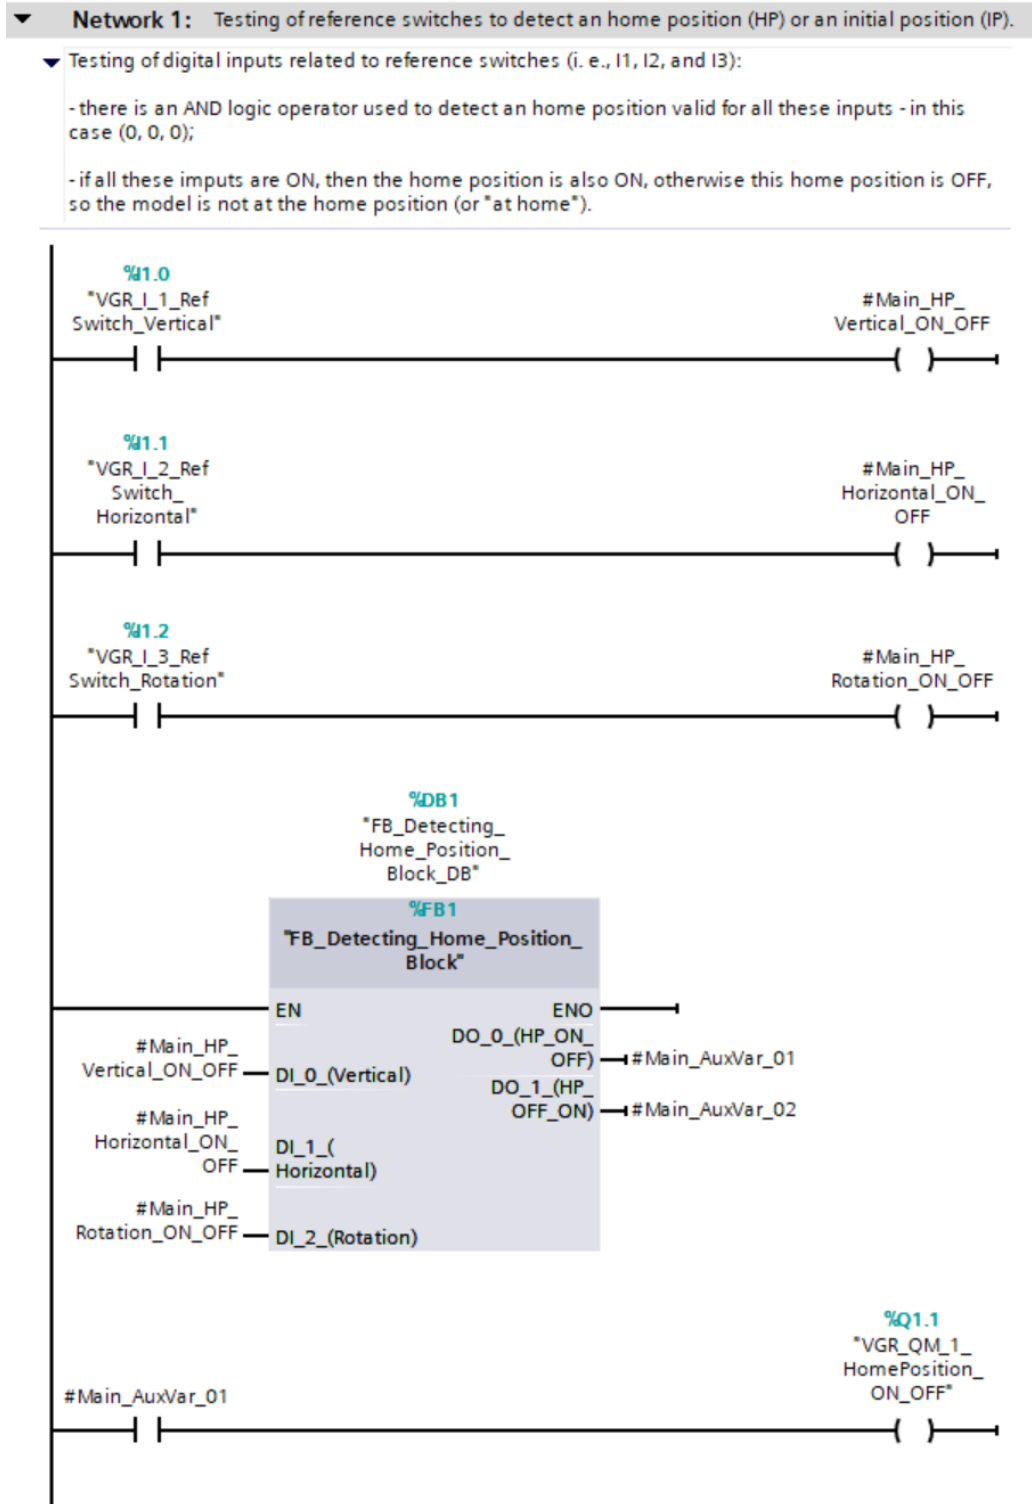 Network 1: Testing of reference switches to detect an home position (HP) or an initial position (IP).
Testing of digital inputs related to reference switches (i. e., I1, I2, and I3):
- there is an AND logic operator used to detect an home position valid for all these inputs - in this
case (0, 0, 0);
- if all these imputs are ON, then the home position is also ON, otherwise this home position is OFF,
so the model is not at the home position (or "at home").
%I1.0
"VGR_I_1_Ref
Switch_Vertical"
#Main_HP_
Vertical_ON_OFF
%I1.1
"VGR_I_2_Ref
Switch_
Horizontal"
#Main_HP_
Horizontal_ON_
OFF
%I1.2
"VGR_I_3_Ref
Switch_Rotation"
#Main_HP_
Rotation_ON_OFF
%DB1
"FB_Detecting_
Home_Position_
Block_DB"
%FB1
"FB_Detecting_Home_Position_
Block"
EN
ENO
#Main_HP_
Vertical_ON_OFF
DI_0_(Vertical)
#Main_HP_
Horizontal_ON_
OFF
DI_1_(
Horizontal)
#Main_HP_
Rotation_ON_OFF
DI_2_(Rotation)
DO_0_(HP_ON_
OFF)
#Main_AuxVar_01
DO_1_(HP_
OFF_ON)
#Main_AuxVar_02
#Main_AuxVar_01
%Q1.1
"VGR_QM_1_
HomePosition_
ON_OFF"